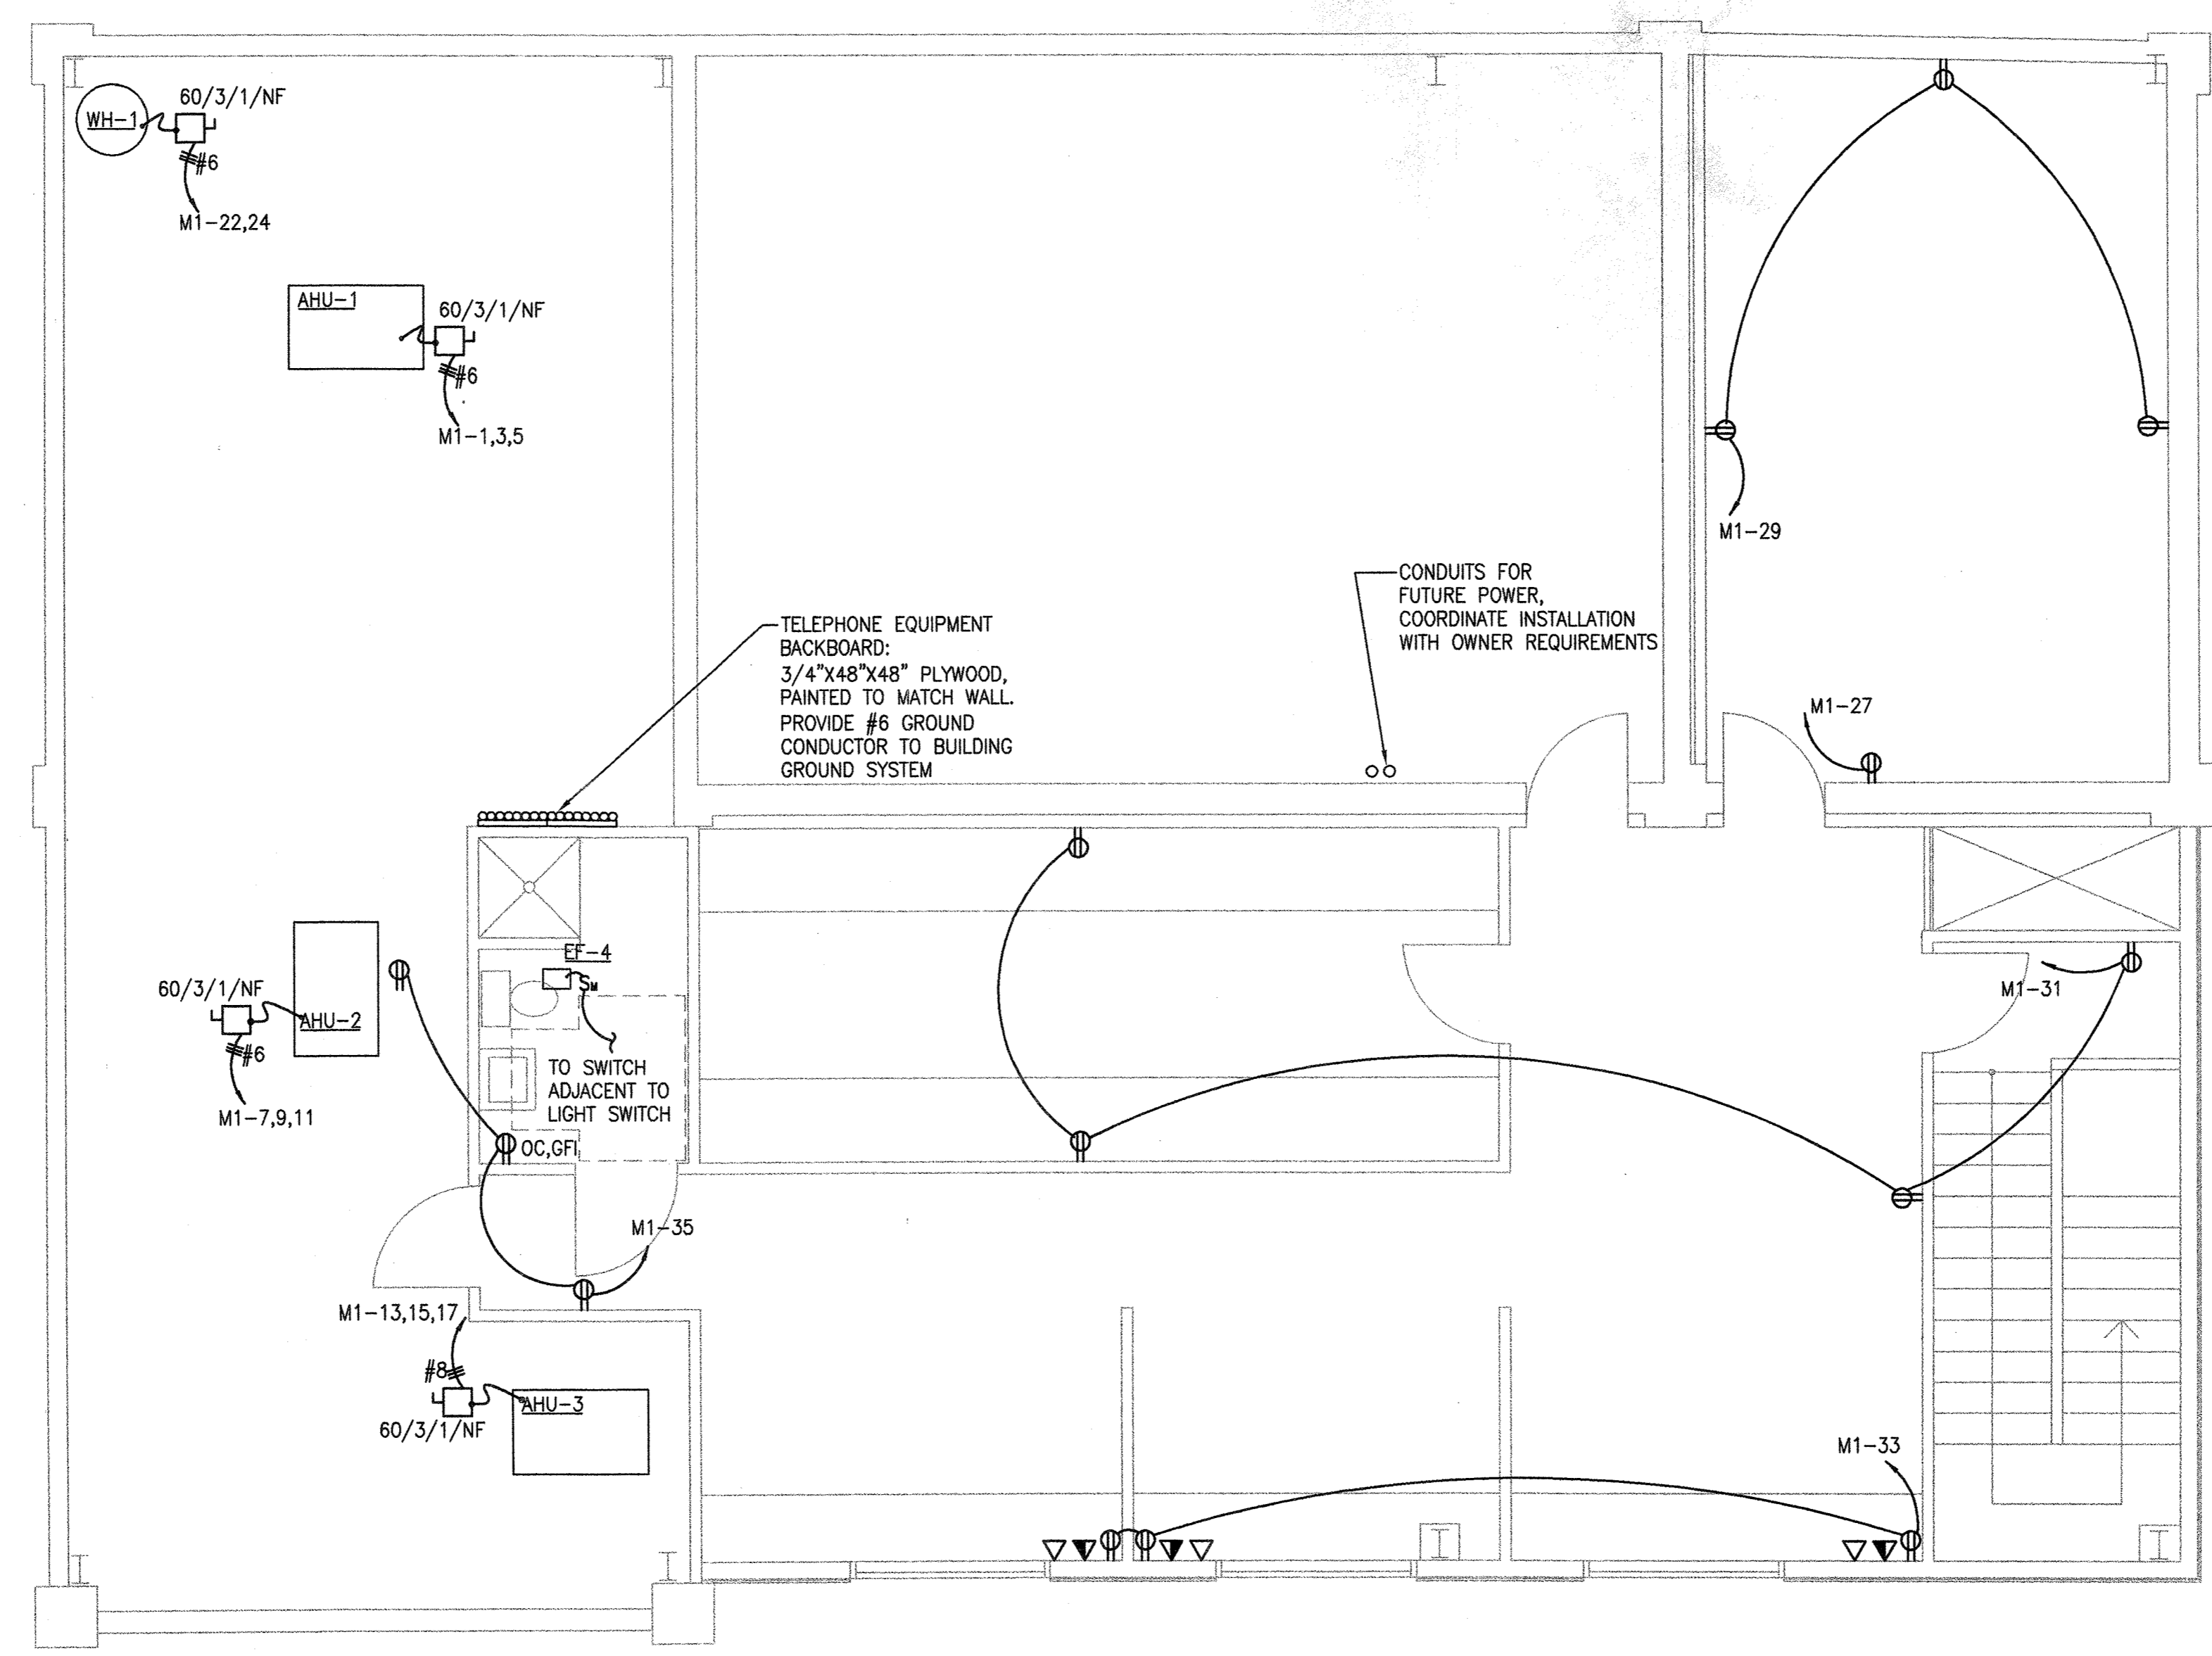 60/3/1/NF
WH-1
#6
M1-22,24
AHU-1
60/3/1/NF
#6
M1-1,3,5
M1-29
CONDUITS FOR
FUTURE POWER,
COORDINATE INSTALLATION
WITH OWNER REQUIREMENTS
TELEPHONE EQUIPMENT
BACKBOARD:
3/4"X48"X48" PLYWOOD,
PAINTED TO MATCH WALL.
PROVIDE #6 GROUND
CONDUCTOR TO BUILDING
GROUND SYSTEM
M1-27
EF-4
SM
60/3/1/NF
AHU-2
#6
M1-7,9,11
M1-31
TO SWITCH
ADJACENT TO
LIGHT SWITCH
OC,GFI
M1-35
M1-13,15,17
#8
AHU-3
60/3/1/NF
M1-33